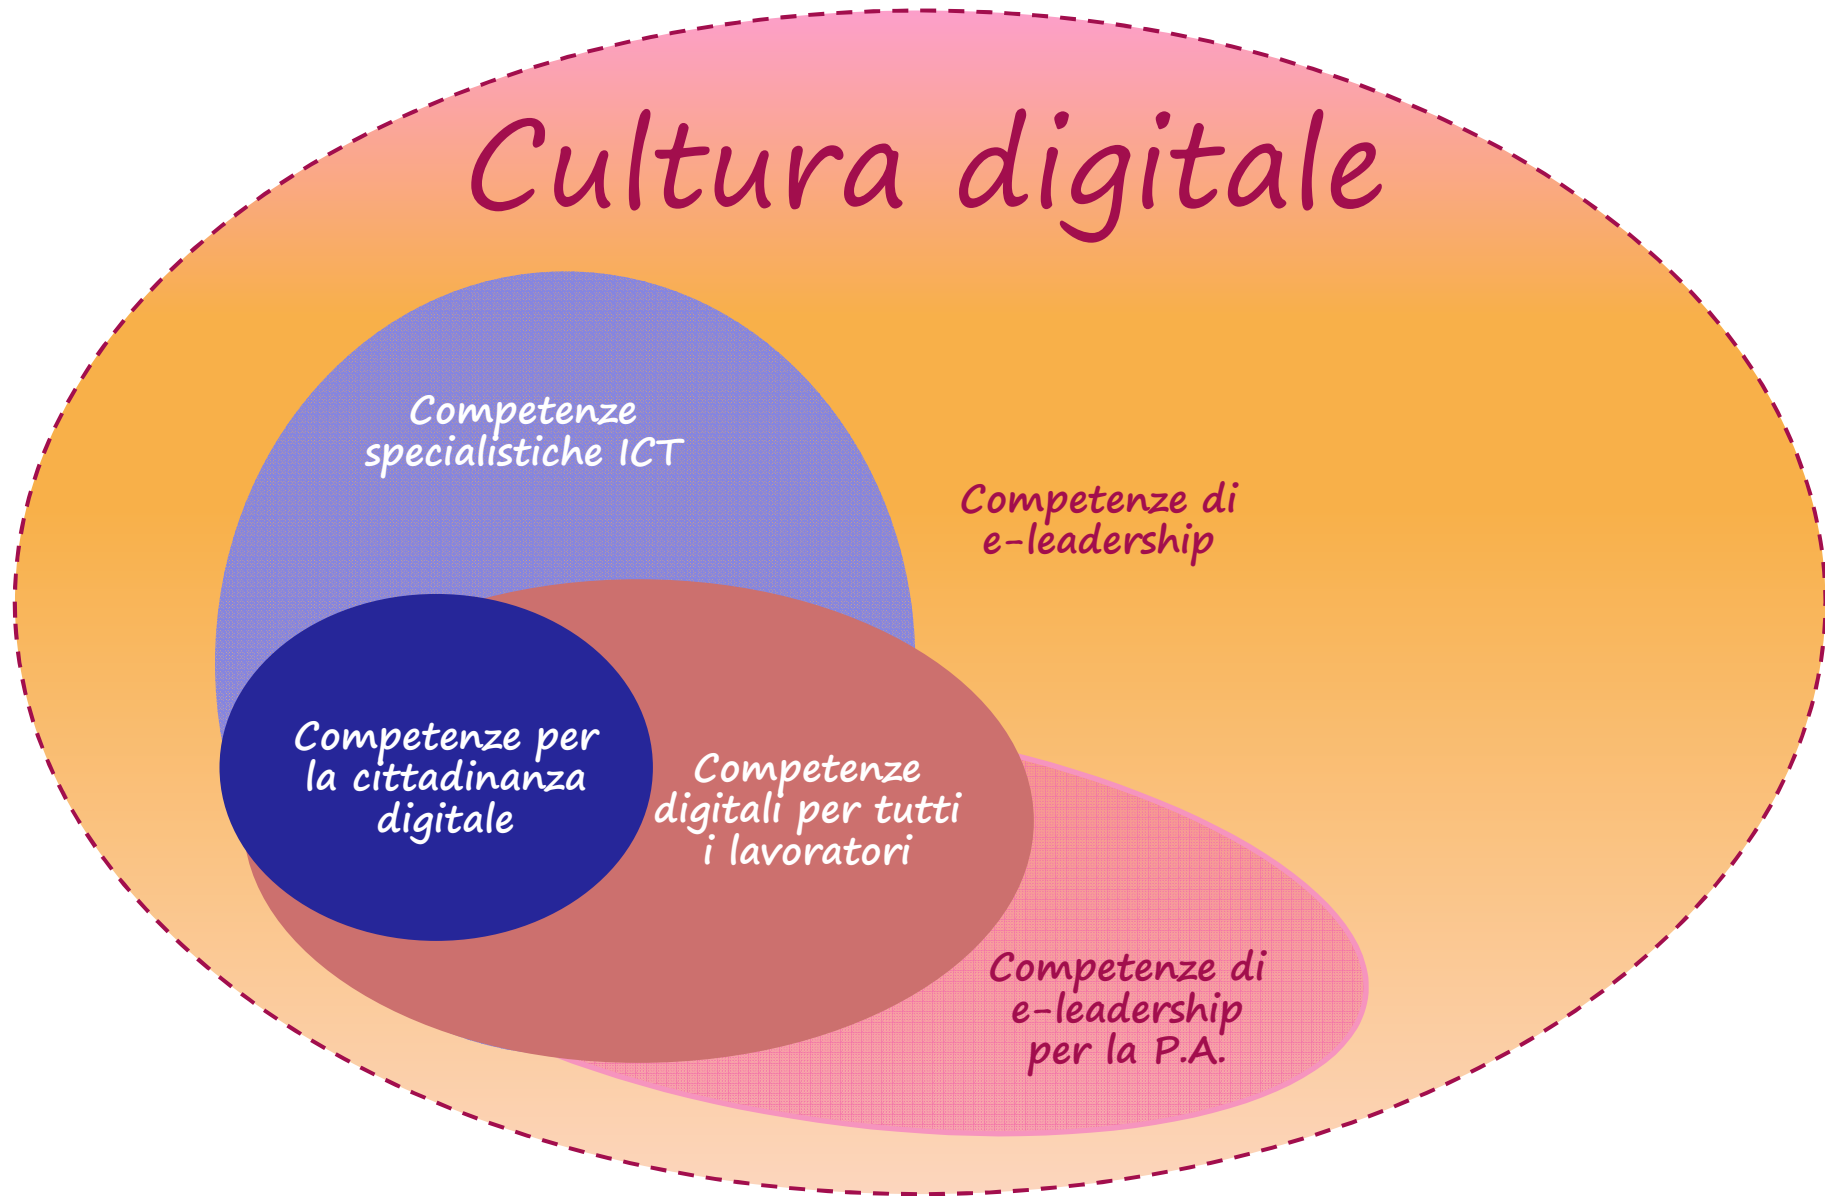 Cultura digitale
Competenze
specialistiche ICT
Competenze di
e-leadership
Competenze per
la cittadinanza
digitale
Competenze
digitali per tutti
i lavoratori
Competenze di
e-leadership
per la P.A.